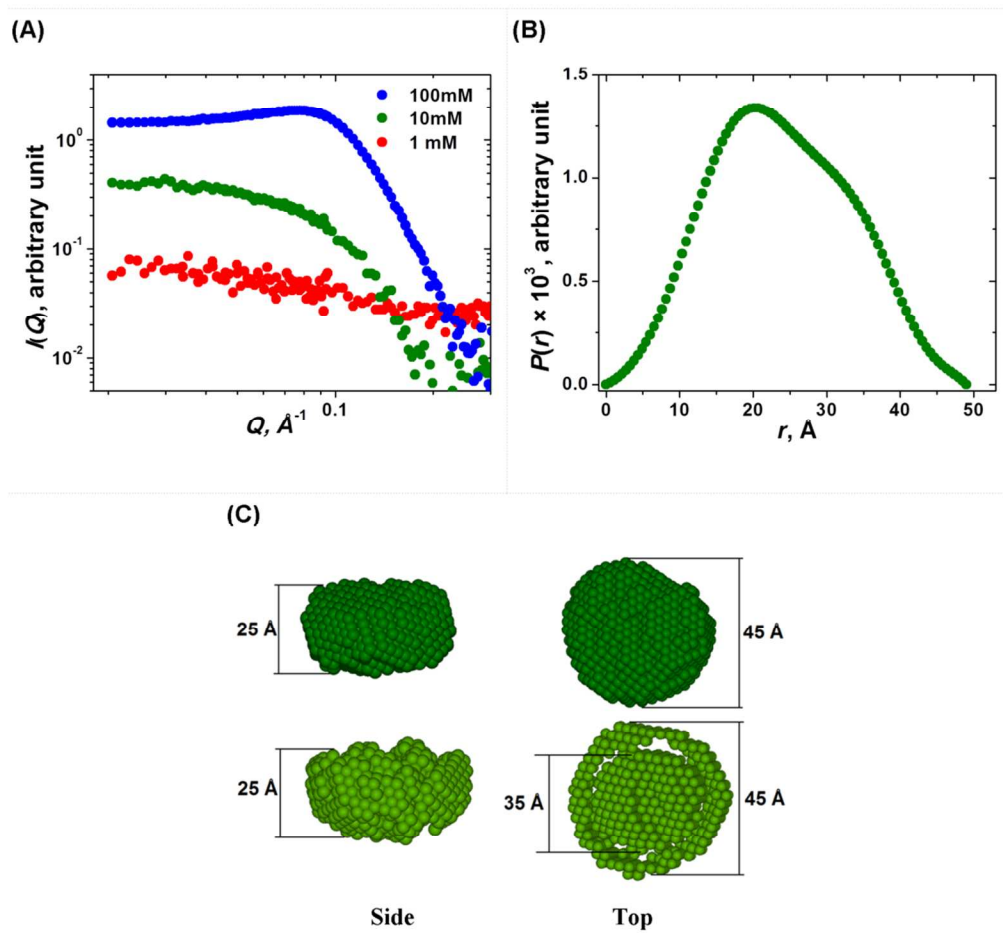 (A)
I(Q), arbitrary unit
10⁰
10⁻¹
10⁻²
0.1
Q, Å⁻¹
100mM
10mM
1 mM
(B)
P(r) × 10³, arbitrary unit
1.5
1.0
0.5
0.0
0 10 20 30 40 50
r, Å
(C)
25 Å
45 Å
25 Å
35 Å
45 Å
Side
Top